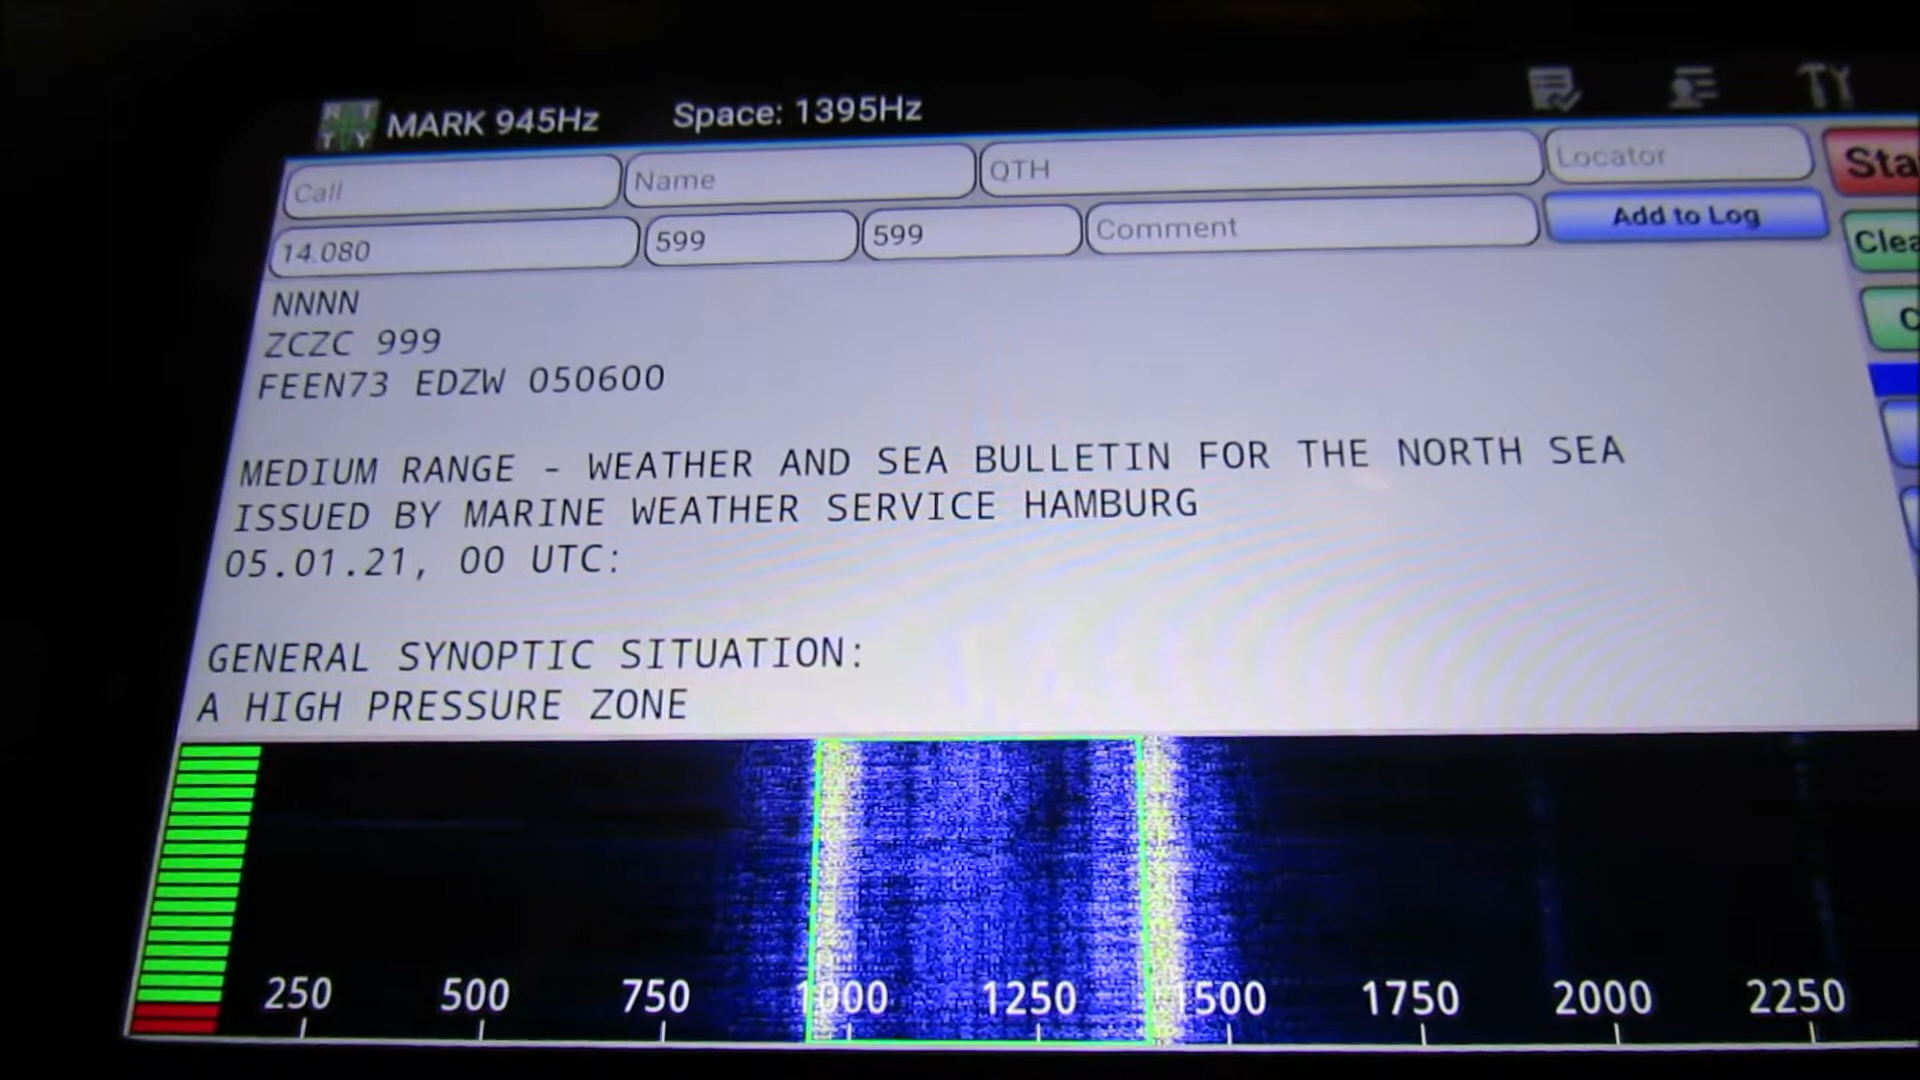 RT
TY
MARK 945Hz Space: 1395Hz
Call Name QTH Locator
14.080 599 599 Comment Add to Log
NNNN
ZCZC 999
FEEN73 EDZW 050600
MEDIUM RANGE - WEATHER AND SEA BULLETIN FOR THE NORTH SEA
ISSUED BY MARINE WEATHER SERVICE HAMBURG
05.01.21, 00 UTC:
GENERAL SYNOPTIC SITUATION:
A HIGH PRESSURE ZONE
250 500 750 1000 1250 1500 1750 2000 2250